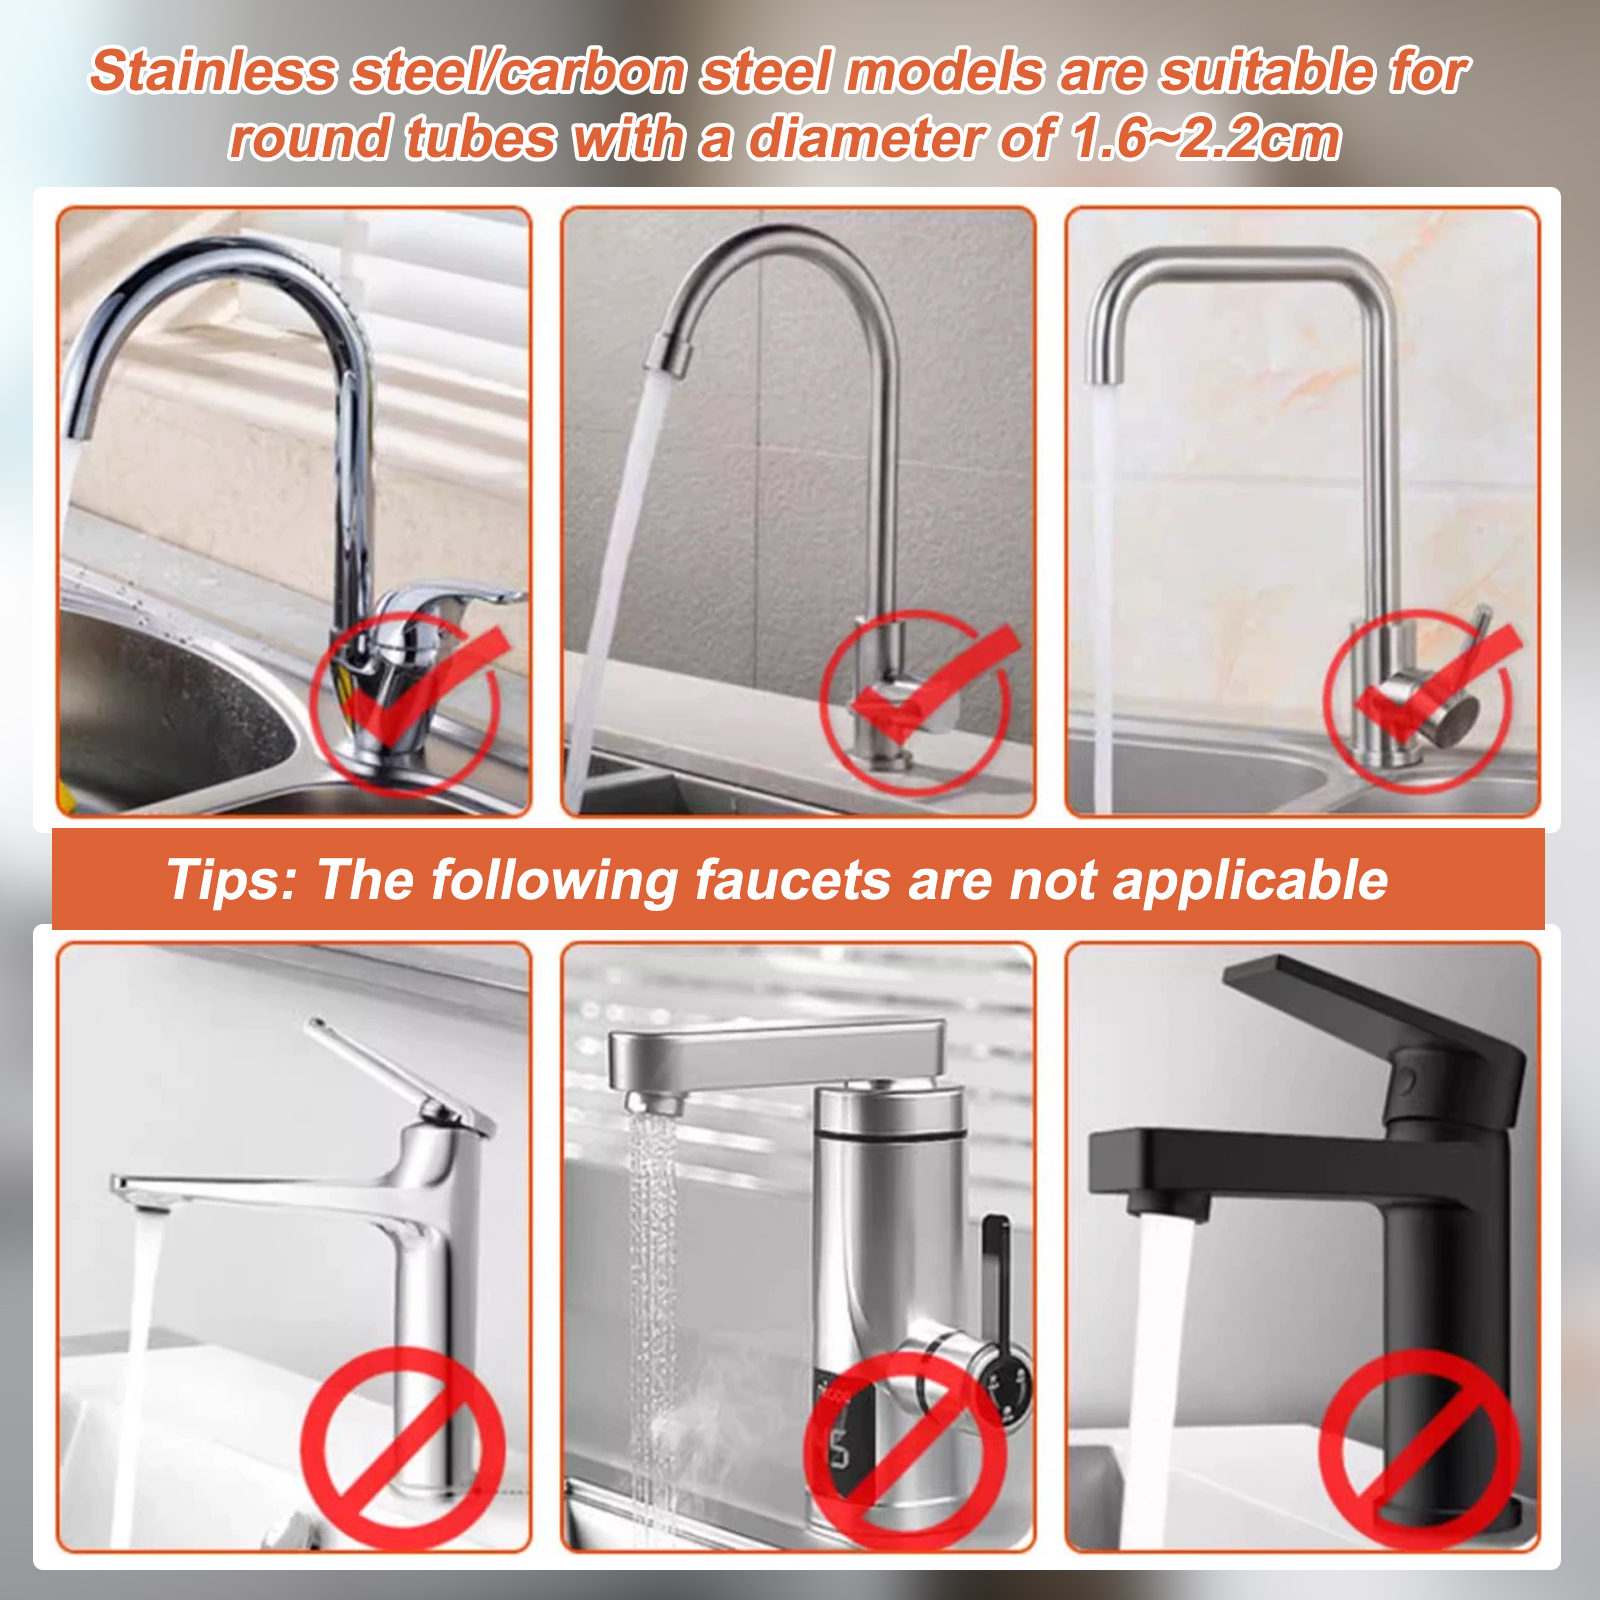 Stainless steel/carbon steel models are suitable for
round tubes with a diameter of 1.6~2.2cm
Tips: The following faucets are not applicable